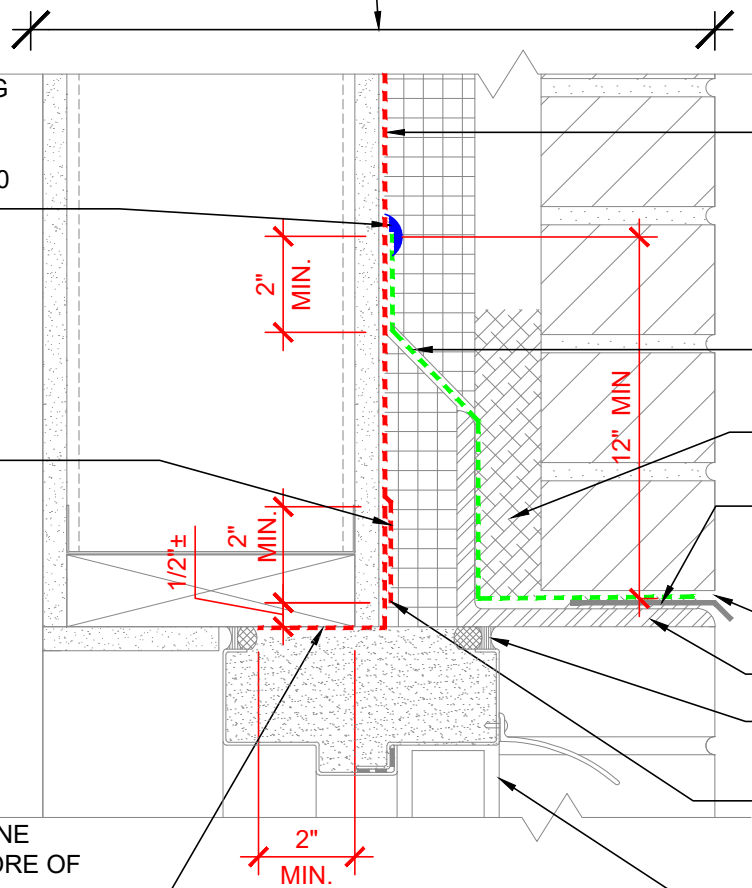 G
0
2"
MIN.
12" MIN
2"
MIN.
1/2"±
NE
ORE OF
2"
MIN.